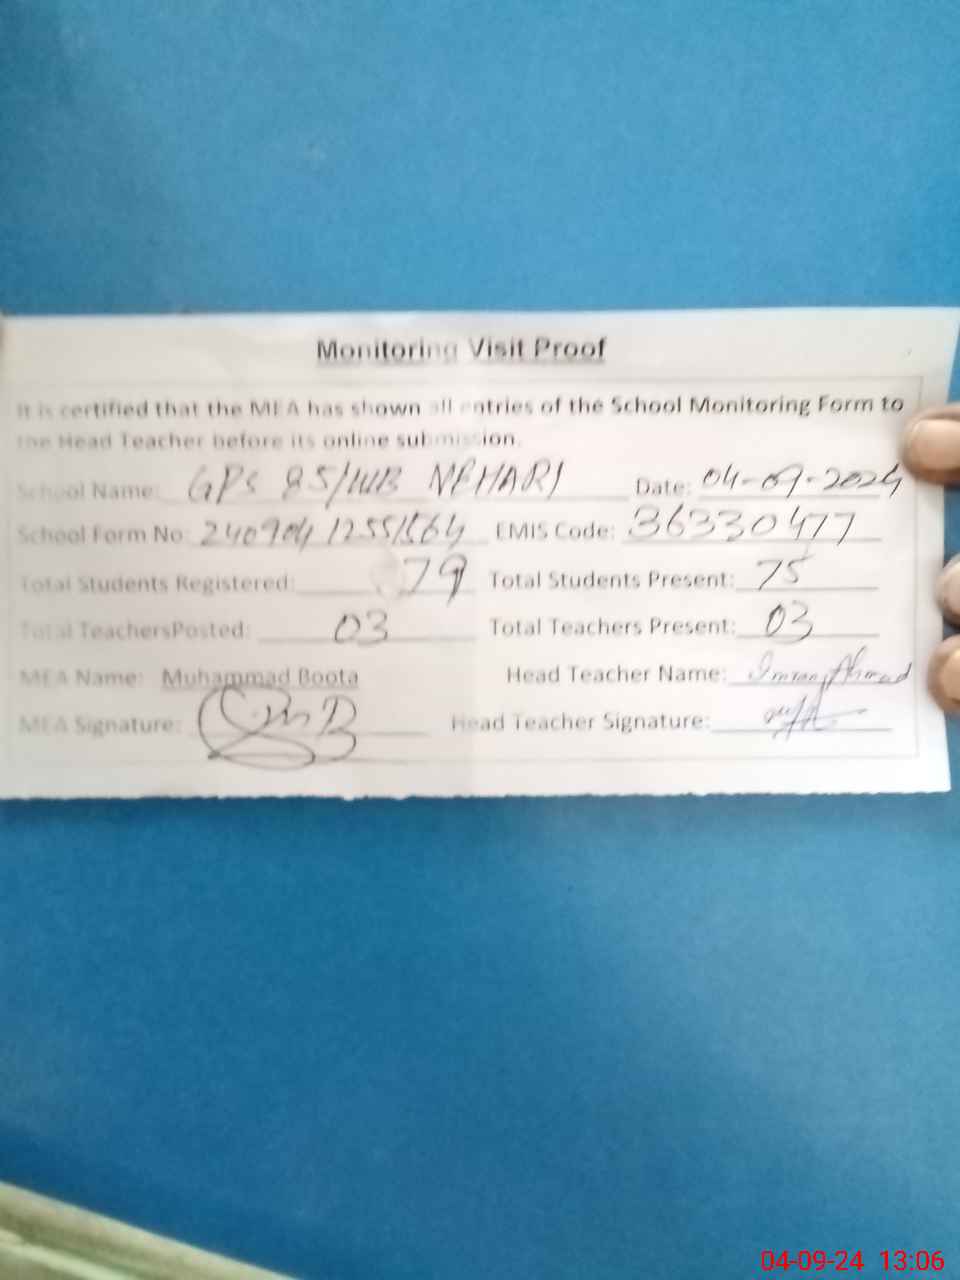 Monitoring Visit Proof
It is certified that the MEA has shown all entries of the School Monitoring Form to
the Head Teacher before its online submission.
School Name: GPS 85/WB NEHARI Date: 04-09-2024
School Form No: EMIS Code: 36330477
Total Students Registered: 79 Total Students Present: 75
Total TeachersPosted: 03 Total Teachers Present: 03
MEA Name: Muhammad Boota Head Teacher Name: Imran Ahmad
MEA Signature: Head Teacher Signature:
04-09-24 13:06